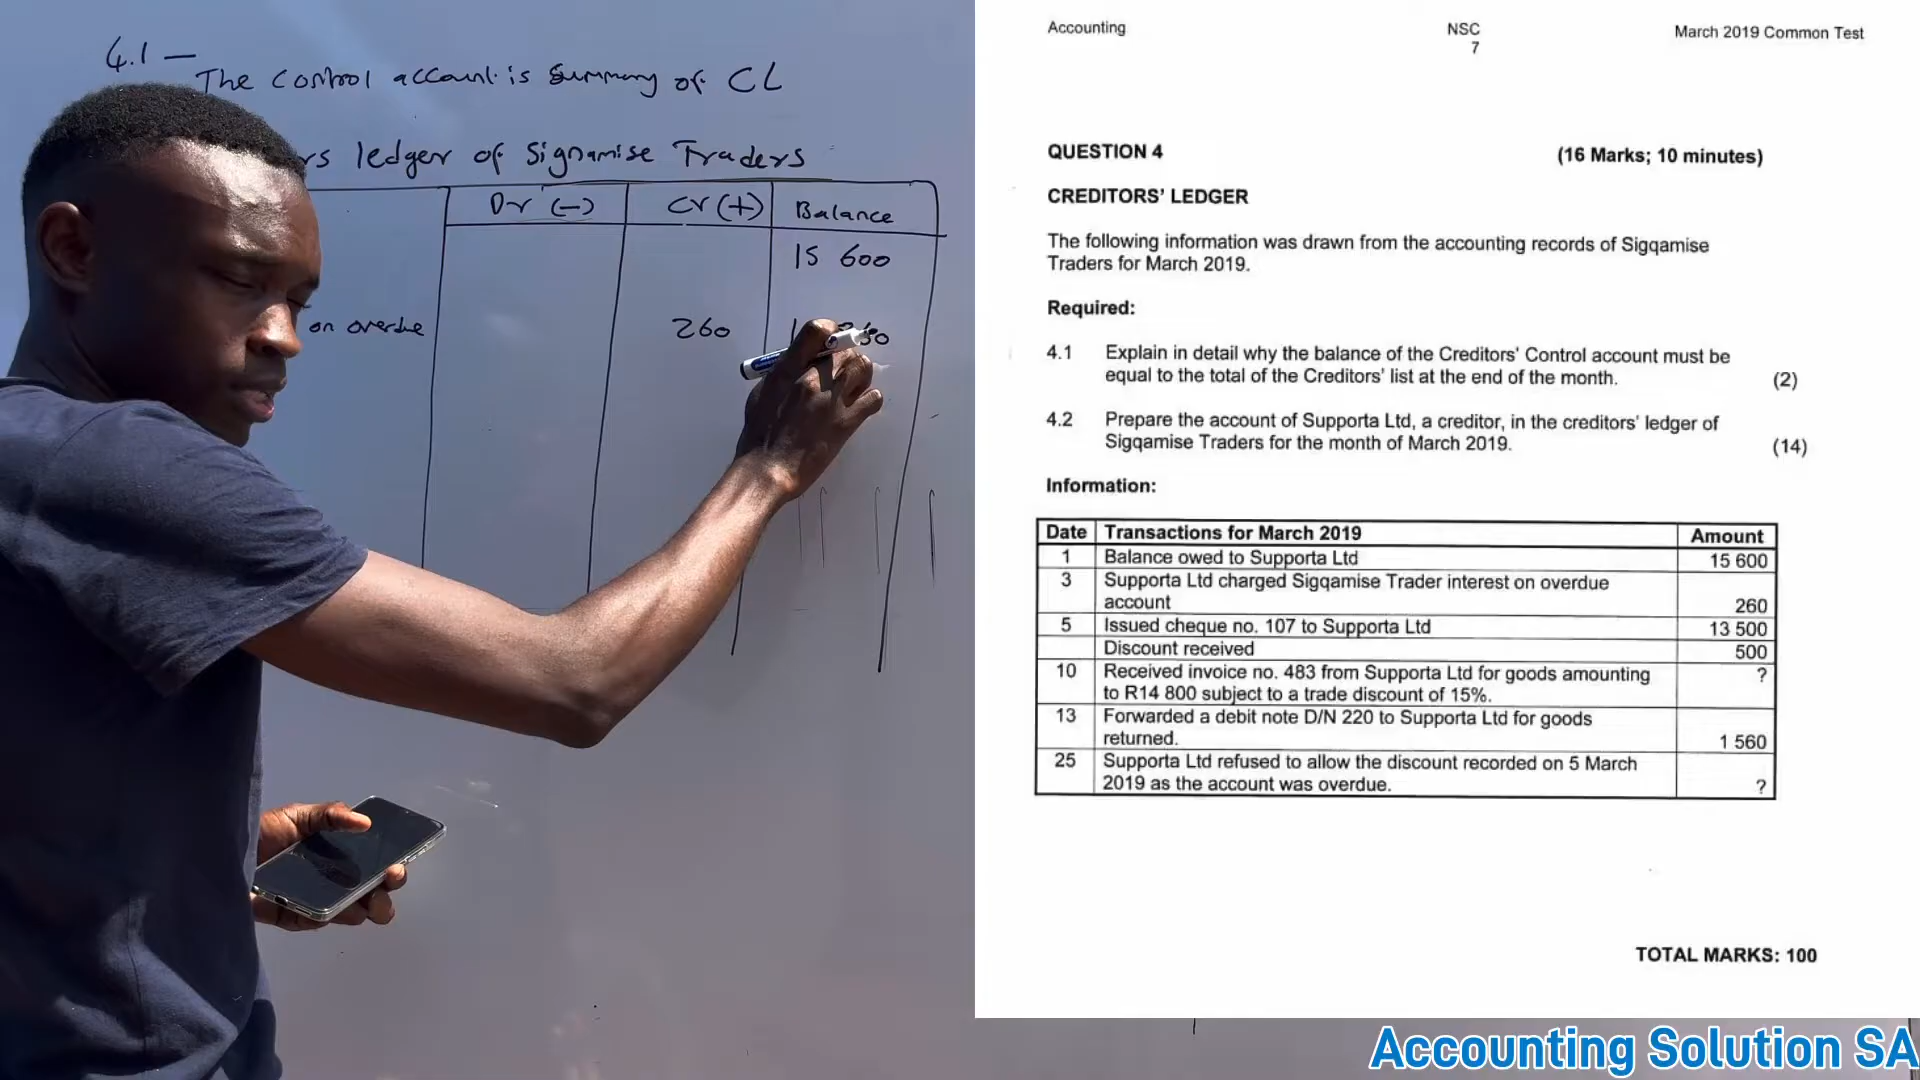 4.1 —
The control account is summary of CL
rs ledger of Signamise Traders
Dr (-) Cr (+) Balance
15 600
on overdue 260
Accounting NSC March 2019 Common Test
7
QUESTION 4 (16 Marks; 10 minutes)
CREDITORS' LEDGER
The following information was drawn from the accounting records of Sigqamise
Traders for March 2019.
Required:
4.1 Explain in detail why the balance of the Creditors' Control account must be
equal to the total of the Creditors' list at the end of the month. (2)
4.2 Prepare the account of Supporta Ltd, a creditor, in the creditors' ledger of
Sigqamise Traders for the month of March 2019. (14)
Information:
Date Transactions for March 2019 Amount
1 Balance owed to Supporta Ltd 15 600
3 Supporta Ltd charged Sigqamise Trader interest on overdue
account 260
5 Issued cheque no. 107 to Supporta Ltd 13 500
Discount received 500
10 Received invoice no. 483 from Supporta Ltd for goods amounting ?
to R14 800 subject to a trade discount of 15%.
13 Forwarded a debit note D/N 220 to Supporta Ltd for goods
returned. 1 560
25 Supporta Ltd refused to allow the discount recorded on 5 March
2019 as the account was overdue. ?
TOTAL MARKS: 100
Accounting Solution SA